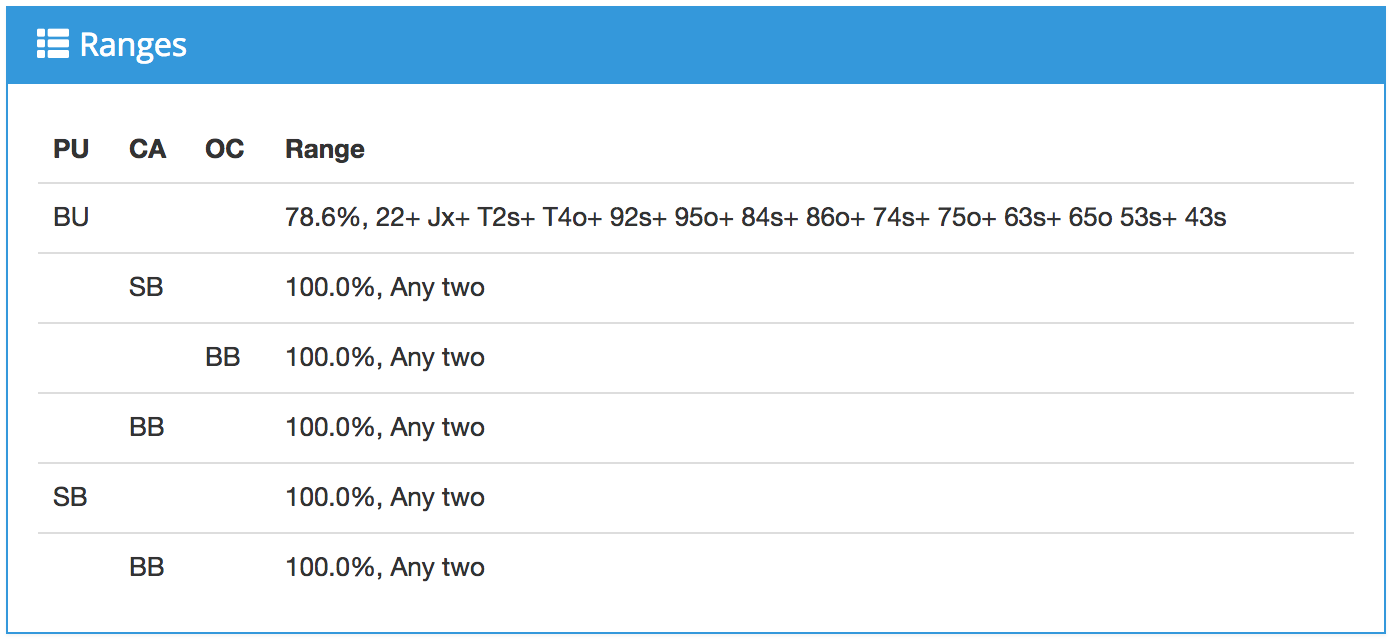 Ranges
PU CA OC Range
BU 78.6%, 22+ Jx+ T2s+ T4o+ 92s+ 95o+ 84s+ 86o+ 74s+ 75o+ 63s+ 65o 53s+ 43s
SB 100.0%, Any two
BB 100.0%, Any two
BB 100.0%, Any two
SB 100.0%, Any two
BB 100.0%, Any two